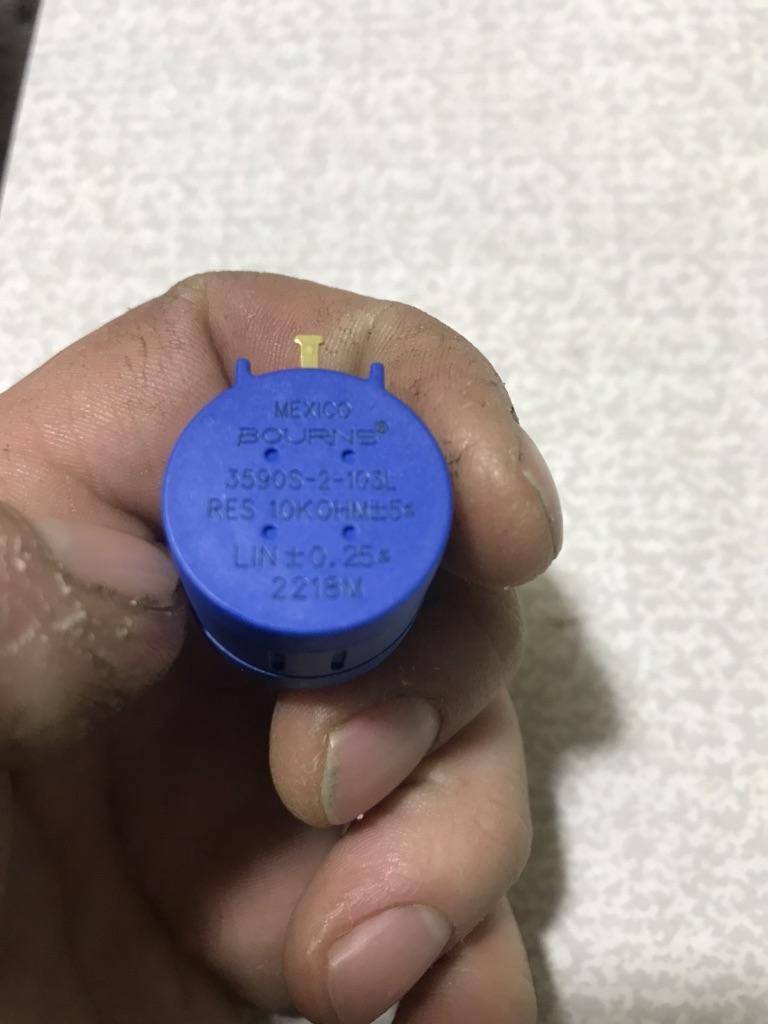 MEXICO
BOURNS®
3590S-2-103L
RES 10KOHM±5%
LIN±0.25%
2218M